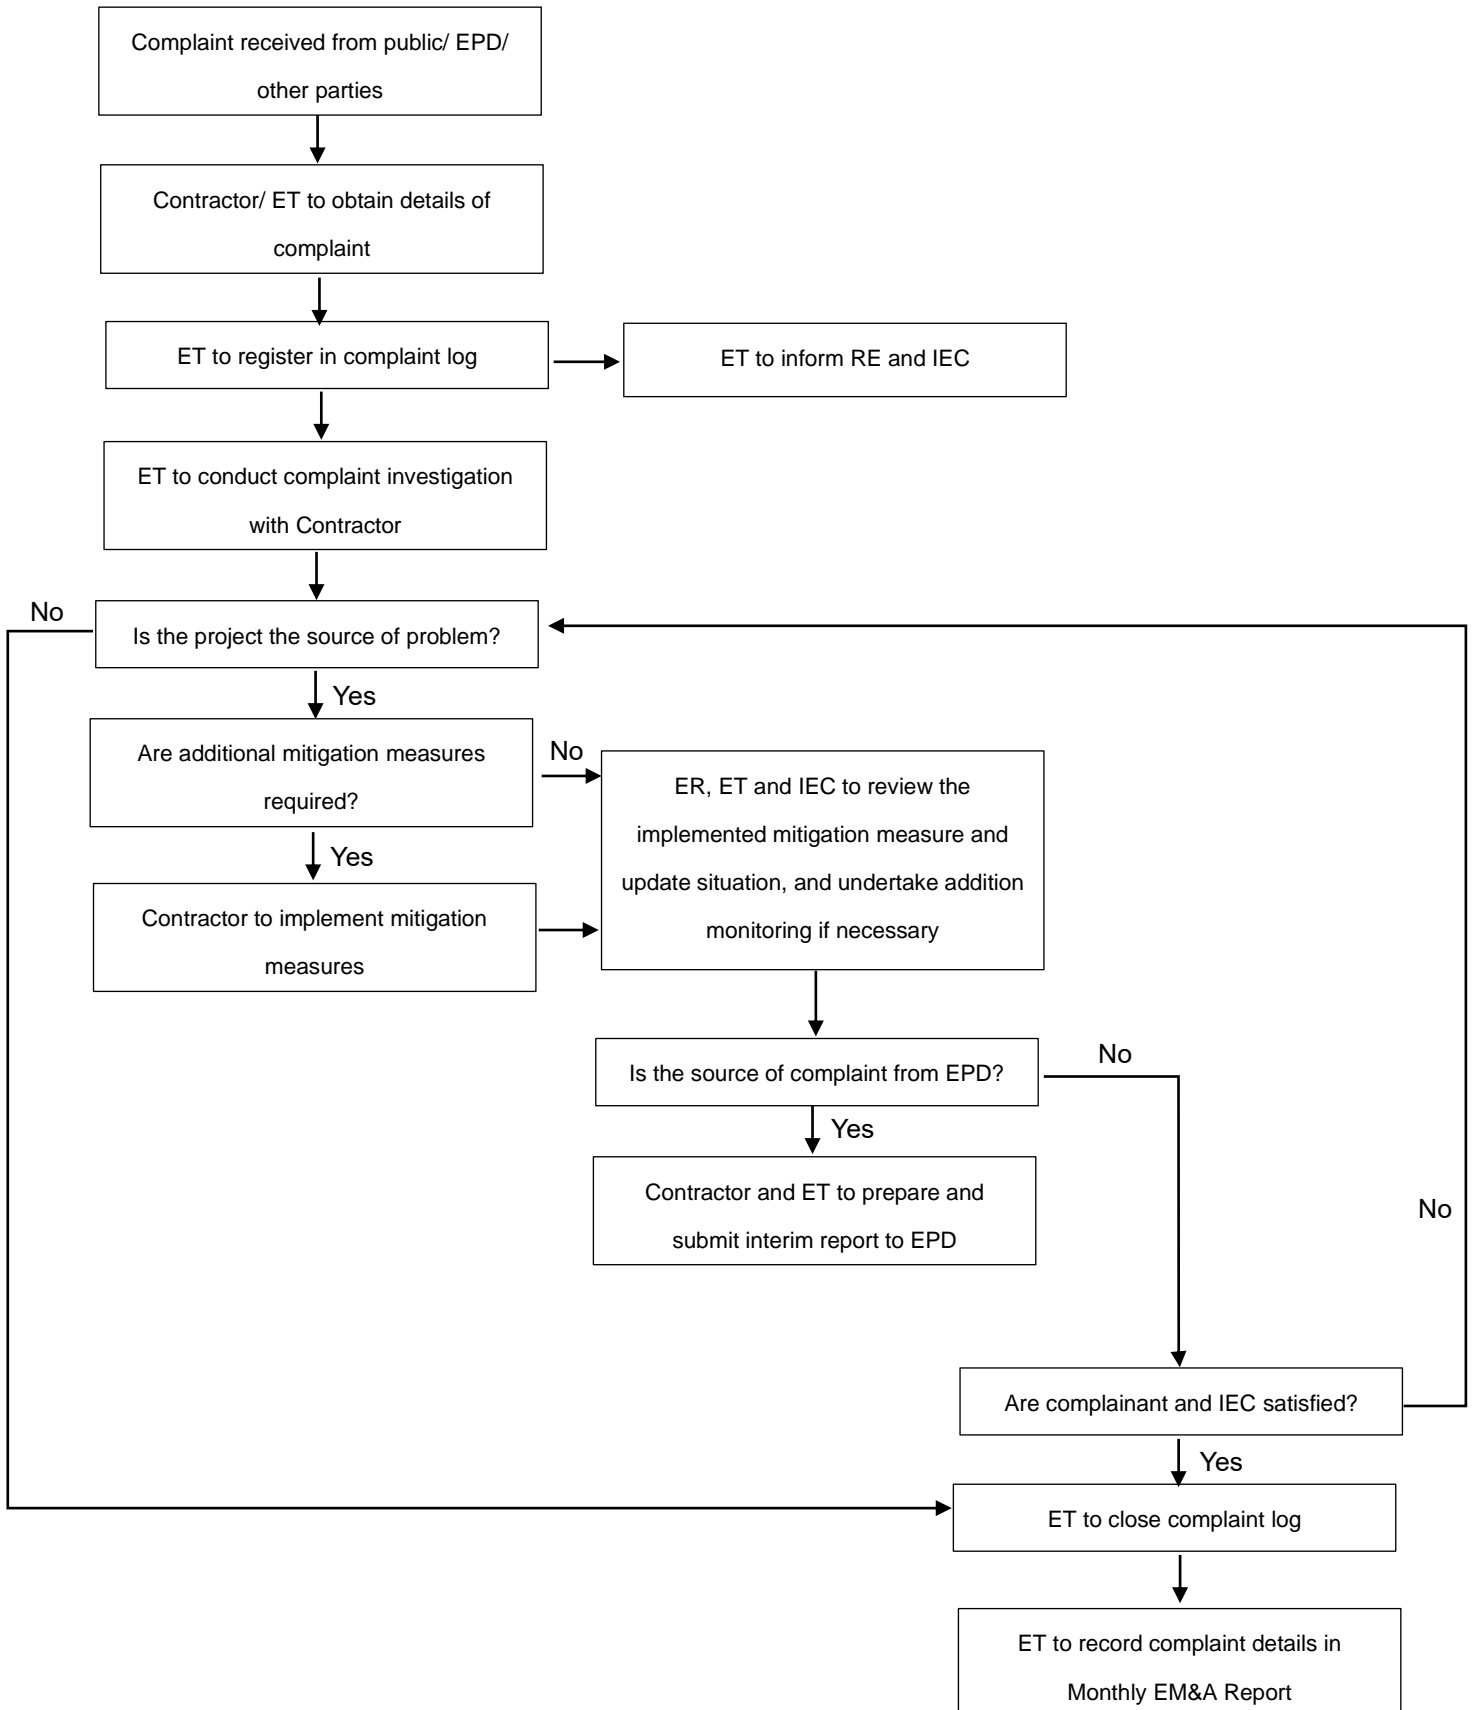 Complaint received from public/ EPD/
other parties
Contractor/ ET to obtain details of
complaint
ET to register in complaint log
ET to inform RE and IEC
ET to conduct complaint investigation
with Contractor
No
Is the project the source of problem?
Yes
Are additional mitigation measures
required?
No
ER, ET and IEC to review the
implemented mitigation measure and
update situation, and undertake addition
monitoring if necessary
Yes
Contractor to implement mitigation
measures
Is the source of complaint from EPD?
No
Yes
Contractor and ET to prepare and
submit interim report to EPD
No
Are complainant and IEC satisfied?
Yes
ET to close complaint log
ET to record complaint details in
Monthly EM&A Report